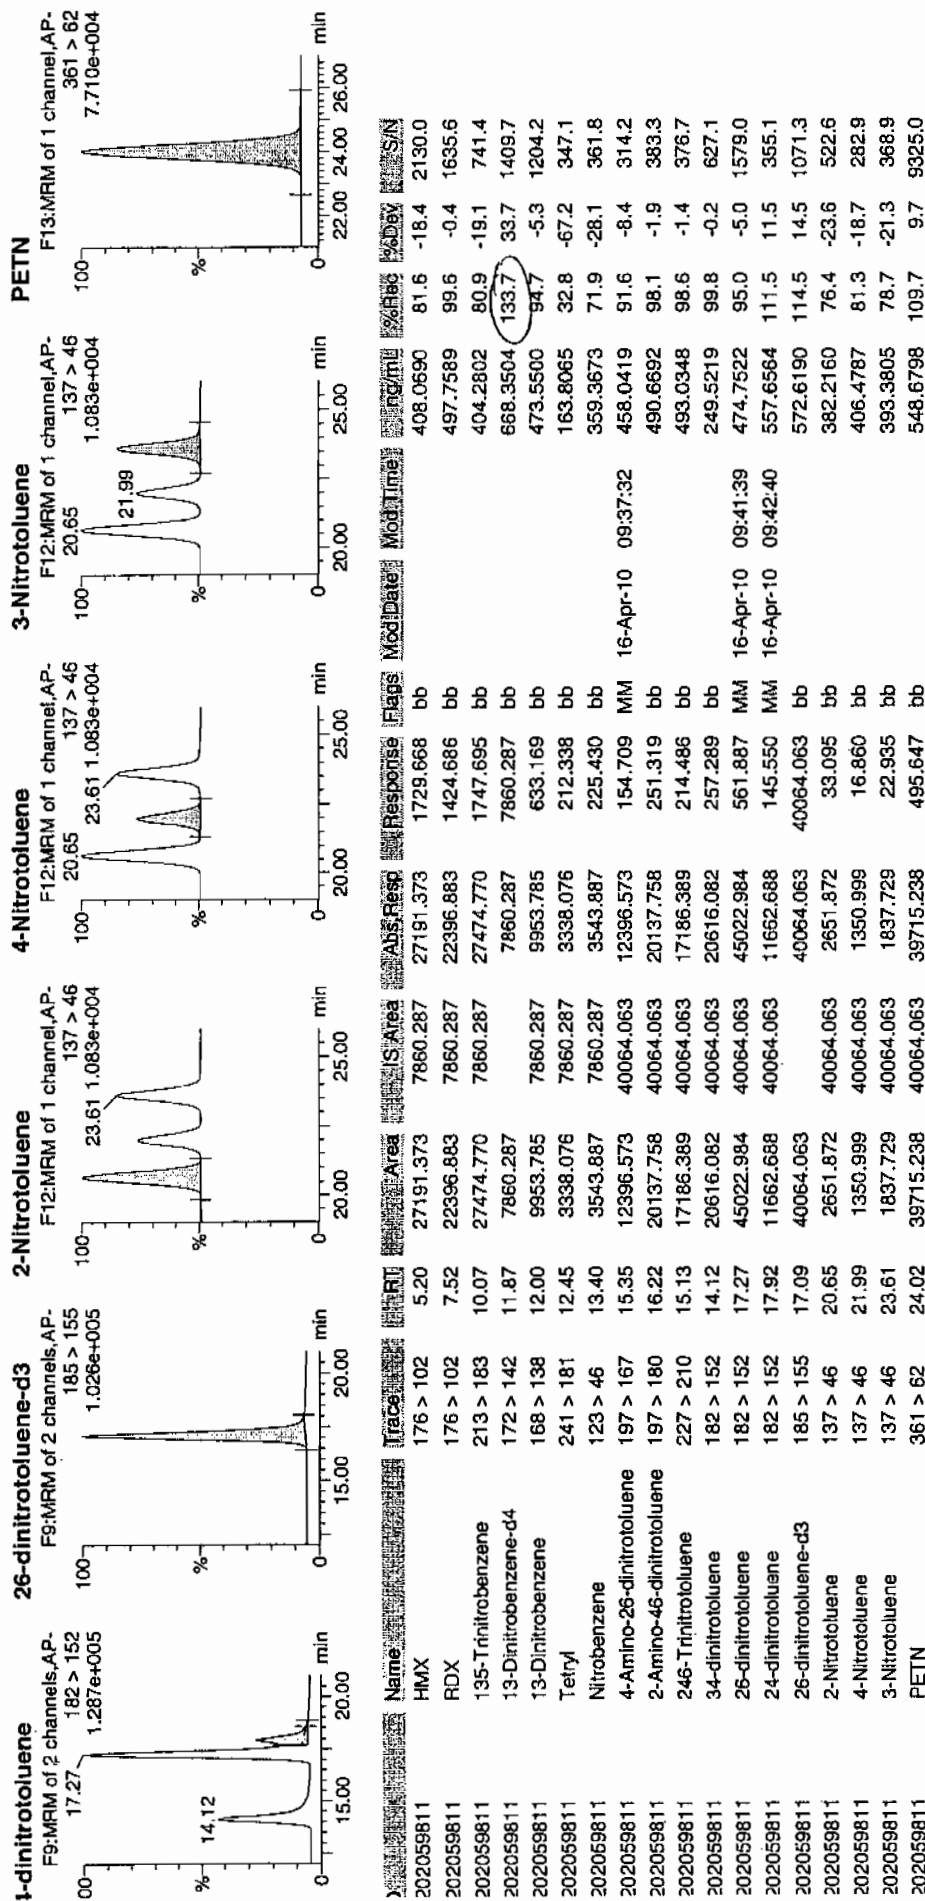 4-dinitrotoluene
F9:MRM of 2 channels,AP-
182 > 152
1.287e+005
17.27
14.12
00
%
0
15.00
20.00
min
26-dinitrotoluene-d3
F9:MRM of 2 channels,AP-
185 > 155
1.026e+005
100
%
0
15.00
20.00
min
2-Nitrotoluene
F12:MRM of 1 channel,AP-
137 > 46
23.61 1.083e+004
100
%
0
20.00
25.00
min
4-Nitrotoluene
F12:MRM of 1 channel,AP-
20.65
137 > 46
23.61 1.083e+004
100
%
0
20.00
25.00
min
3-Nitrotoluene
F12:MRM of 1 channel,AP-
20.65
137 > 46
1.083e+004
21.99
100
%
0
20.00
25.00
min
PETN
F13:MRM of 1 channel,AP-
361 > 62
7.710e+004
100
%
0
22.00
24.00
26.00
min
Name Trace RT Area IS Area Abs.Resp Response Flags Mod.Date Mod.Time ng/mL %Rec %Dev S/N
202059811 HMX 176 > 102 5.20 27191.373 7860.287 27191.373 1729.668 bb 408.0690 81.6 -18.4 2130.0
202059811 RDX 176 > 102 7.52 22396.883 7860.287 22396.883 1424.686 bb 497.7589 99.6 -0.4 1635.6
202059811 135-Trinitrobenzene 213 > 183 10.07 27474.770 7860.287 27474.770 1747.695 bb 404.2802 80.9 -19.1 741.4
202059811 13-Dinitrobenzene-d4 172 > 142 11.87 7860.287 7860.287 7860.287 bb 668.3504 133.7 33.7 1409.7
202059811 13-Dinitrobenzene 168 > 138 12.00 9953.785 7860.287 9953.785 633.169 bb 473.5500 94.7 -5.3 1204.2
202059811 Tetryl 241 > 181 12.45 3338.076 7860.287 3338.076 212.338 bb 163.8065 32.8 -67.2 347.1
202059811 Nitrobenzene 123 > 46 13.40 3543.887 7860.287 3543.887 225.430 bb 359.3673 71.9 -28.1 361.8
202059811 4-Amino-26-dinitrotoluene 197 > 167 15.35 12396.573 40064.063 12396.573 154.709 MM 16-Apr-10 09:37:32 458.0419 91.6 -8.4 314.2
202059811 2-Amino-46-dinitrotoluene 197 > 180 16.22 20137.758 40064.063 20137.758 251.319 bb 490.6692 98.1 -1.9 383.3
202059811 246-Trinitrotoluene 227 > 210 15.13 17186.389 40064.063 17186.389 214.486 bb 493.0348 98.6 -1.4 376.7
202059811 34-dinitrotoluene 182 > 152 14.12 20616.082 40064.063 20616.082 257.289 bb 249.5219 99.8 -0.2 627.1
202059811 26-dinitrotoluene 182 > 152 17.27 45022.984 40064.063 45022.984 561.887 MM 16-Apr-10 09:41:39 474.7522 95.0 -5.0 1579.0
202059811 24-dinitrotoluene 182 > 152 17.92 11662.688 40064.063 11662.688 145.550 MM 16-Apr-10 09:42:40 557.6564 111.5 11.5 355.1
202059811 26-dinitrotoluene-d3 185 > 155 17.09 40064.063 40064.063 40064.063 bb 572.6190 114.5 14.5 1071.3
202059811 2-Nitrotoluene 137 > 46 20.65 2651.872 40064.063 2651.872 33.095 bb 382.2160 76.4 -23.6 522.6
202059811 4-Nitrotoluene 137 > 46 21.99 1350.999 40064.063 1350.999 16.860 bb 406.4787 81.3 -18.7 282.9
202059811 3-Nitrotoluene 137 > 46 23.61 1837.729 40064.063 1837.729 22.935 bb 393.3805 78.7 -21.3 368.9
202059811 PETN 361 > 62 24.02 39715.238 40064.063 39715.238 495.647 bb 548.6798 109.7 9.7 9325.0